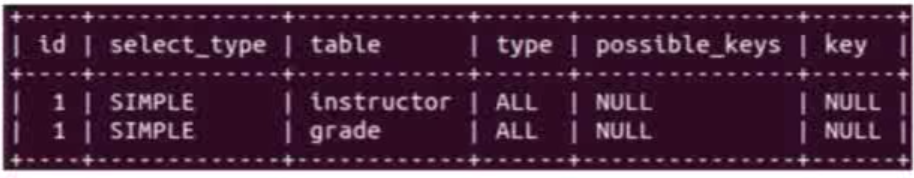 +----+-------------+------------+------+---------------+------+
| id | select_type | table      | type | possible_keys | key  |
+----+-------------+------------+------+---------------+------+
|  1 | SIMPLE      | instructor | ALL  | NULL          | NULL |
|  1 | SIMPLE      | grade      | ALL  | NULL          | NULL |
+----+-------------+------------+------+---------------+------+